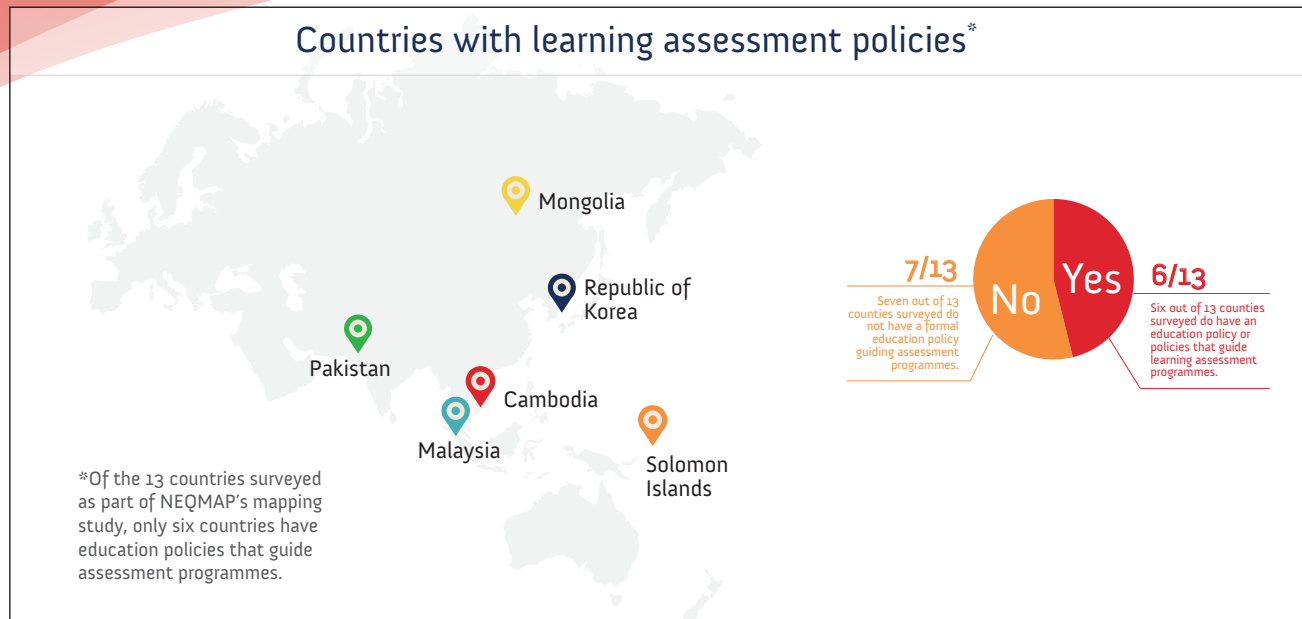 Countries with learning assessment policies*
Mongolia
Republic of
Korea
Pakistan
Cambodia
Malaysia
Solomon
Islands
*Of the 13 countries surveyed
as part of NEQMAP's mapping
study, only six countries have
education policies that guide
assessment programmes.
7/13
Seven out of 13
counties surveyed do
not have a formal
education policy
guiding assessment
programmes.
No
Yes
6/13
Six out of 13 counties
surveyed do have an
education policy or
policies that guide
learning assessment
programmes.